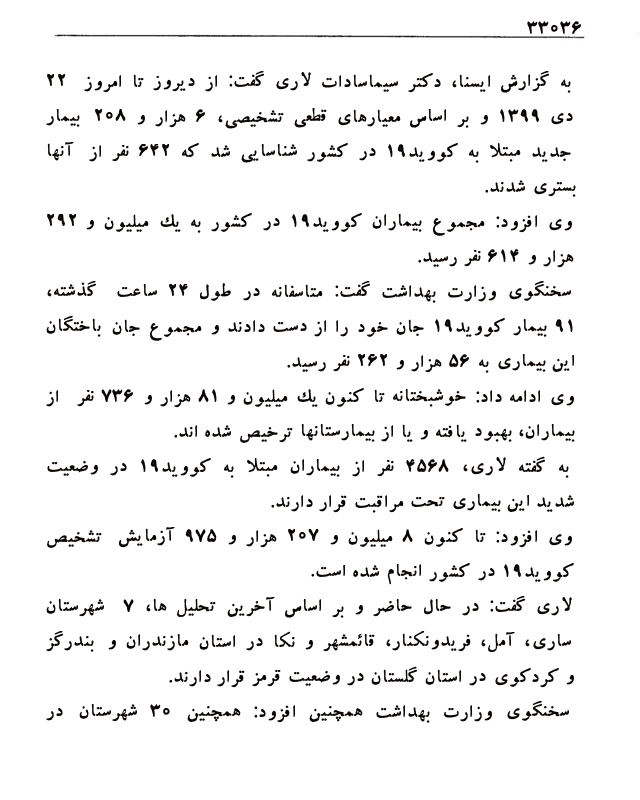 ۳۳۰۳۶
به گزارش ایسنا، دکتر سیماسادات لاری گفت: از دیروز تا امروز ۲۲
دی ۱۳۹۹ و بر اساس معیارهای قطعی تشخیصی، ۶ هزار و ۲۰۸ بیمار
جدید مبتلا به کووید۱۹ در کشور شناسایی شد که ۶۴۲ نفر از آنها
بستری شدند.
وی افزود: مجموع بیماران کووید۱۹ در کشور به یك میلیون و ۲۹۲
هزار و ۶۱۴ نفر رسید.
سخنگوی وزارت بهداشت گفت: متاسفانه در طول ۲۴ ساعت گذشته،
۹۱ بیمار کووید۱۹ جان خود را از دست دادند و مجموع جان باختگان
این بیماری به ۵۶ هزار و ۲۶۲ نفر رسید.
وی ادامه داد: خوشبختانه تا کنون یك میلیون و ۸۱ هزار و ۷۳۶ نفر از
بیماران، بهبود یافته و یا از بیمارستانها ترخیص شده اند.
به گفته لاری، ۴۵۶۸ نفر از بیماران مبتلا به کووید۱۹ در وضعیت
شدید این بیماری تحت مراقبت قرار دارند.
وی افزود: تا کنون ۸ میلیون و ۲۰۷ هزار و ۹۷۵ آزمایش تشخیص
کووید۱۹ در کشور انجام شده است.
لاری گفت: در حال حاضر و بر اساس آخرین تحلیل ها، ۷ شهرستان
ساری، آمل، فریدونکنار، قائمشهر و نکا در استان مازندران و بندرگز
و کردکوی در استان گلستان در وضعیت قرمز قرار دارند.
سخنگوی وزارت بهداشت همچنین افزود: همچنین ۳۰ شهرستان در